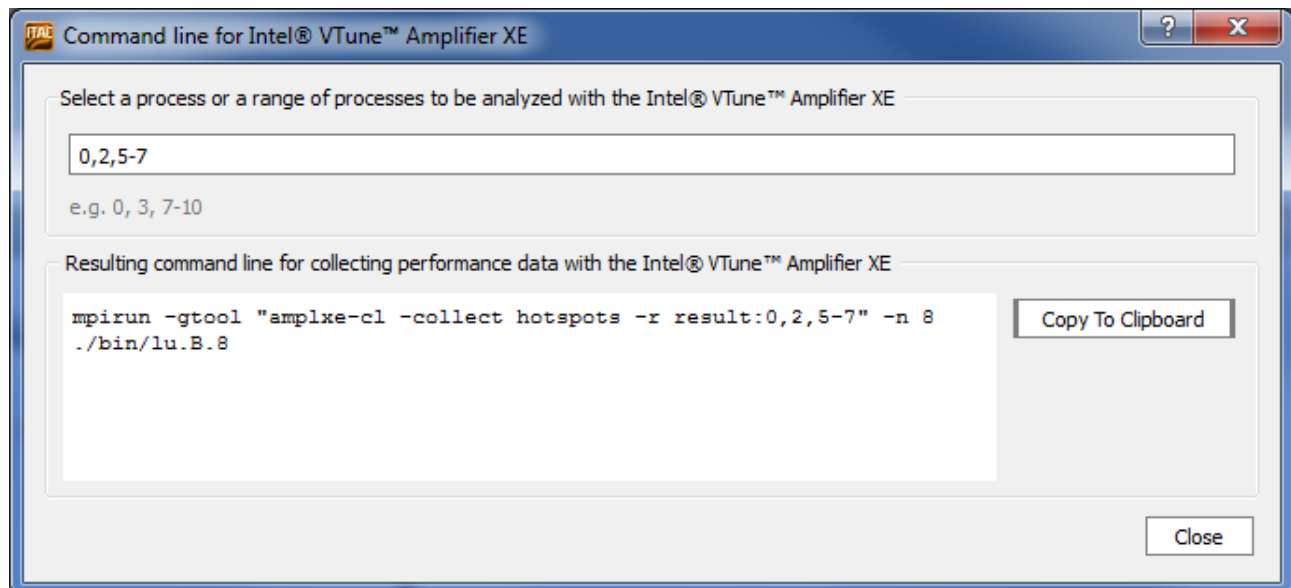 ITAC
Command line for Intel® VTune™ Amplifier XE
?
X
Select a process or a range of processes to be analyzed with the Intel® VTune™ Amplifier XE
0,2,5-7
e.g. 0, 3, 7-10
Resulting command line for collecting performance data with the Intel® VTune™ Amplifier XE
mpirun -gtool "amplxe-cl -collect hotspots -r result:0,2,5-7" -n 8
./bin/lu.B.8
Copy To Clipboard
Close